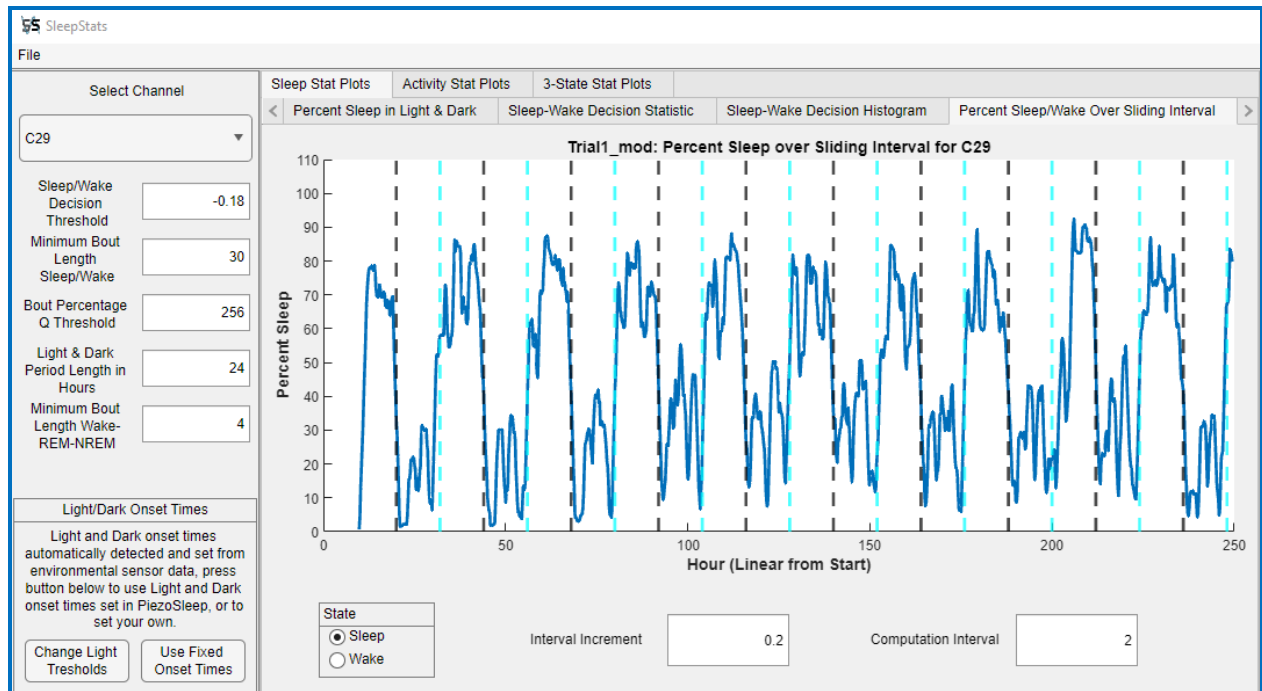 SleepStats
File
Select Channel
C29
Sleep/Wake
Decision
Threshold
-0.18
Minimum Bout
Length
Sleep/Wake
30
Bout Percentage
Q Threshold
256
Light & Dark
Period Length in
Hours
24
Minimum Bout
Length Wake-
REM-NREM
4
Light/Dark Onset Times
Light and Dark onset times
automatically detected and set from
environmental sensor data, press
button below to use Light and Dark
onset times set in PiezoSleep, or to
set your own.
Change Light
Tresholds
Use Fixed
Onset Times
Sleep Stat Plots
Activity Stat Plots
3-State Stat Plots
Percent Sleep in Light & Dark
Sleep-Wake Decision Statistic
Sleep-Wake Decision Histogram
Percent Sleep/Wake Over Sliding Interval
Trial1_mod: Percent Sleep over Sliding Interval for C29
Percent Sleep
110
100
90
80
70
60
50
40
30
20
10
0
0
50
100
150
200
250
Hour (Linear from Start)
State
Sleep
Wake
Interval Increment
0.2
Computation Interval
2